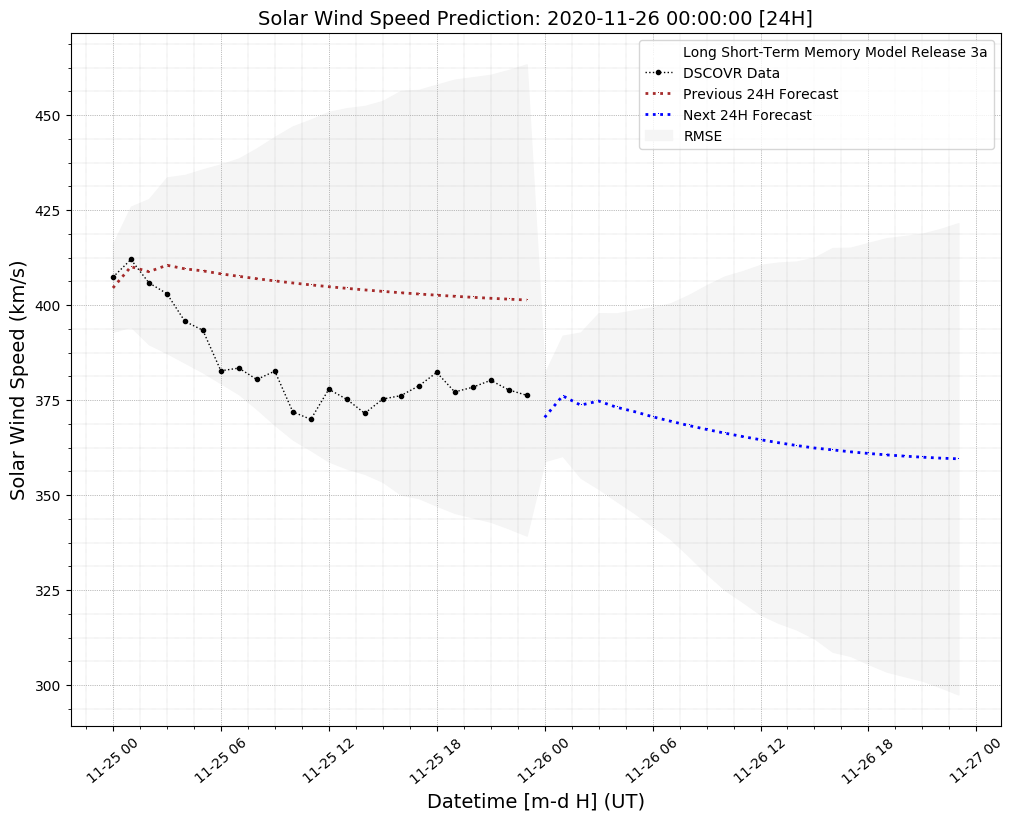 Solar Wind Speed Prediction: 2020-11-26 00:00:00 [24H]
Long Short-Term Memory Model Release 3a
DSCOVR Data
Previous 24H Forecast
Next 24H Forecast
RMSE
Solar Wind Speed (km/s)
450
425
400
375
350
325
300
11-25 00
11-25 06
11-25 12
11-25 18
11-26 00
11-26 06
11-26 12
11-26 18
11-27 00
Datetime [m-d H] (UT)